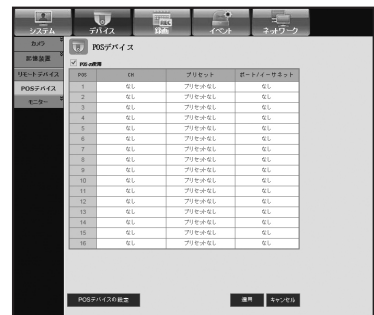 システム デバイス 録画 イベント ネットワーク
カメラ
記憶装置
リモートデバイス
POSデバイス
モニター
POSデバイス
POSの使用
POS CH プリセット ポート/イーサネット
1 なし プリセットなし なし
2 なし プリセットなし なし
3 なし プリセットなし なし
4 なし プリセットなし なし
5 なし プリセットなし なし
6 なし プリセットなし なし
7 なし プリセットなし なし
8 なし プリセットなし なし
9 なし プリセットなし なし
10 なし プリセットなし なし
11 なし プリセットなし なし
12 なし プリセットなし なし
13 なし プリセットなし なし
14 なし プリセットなし なし
15 なし プリセットなし なし
16 なし プリセットなし なし
POSデバイスの設定 適用 キャンセル